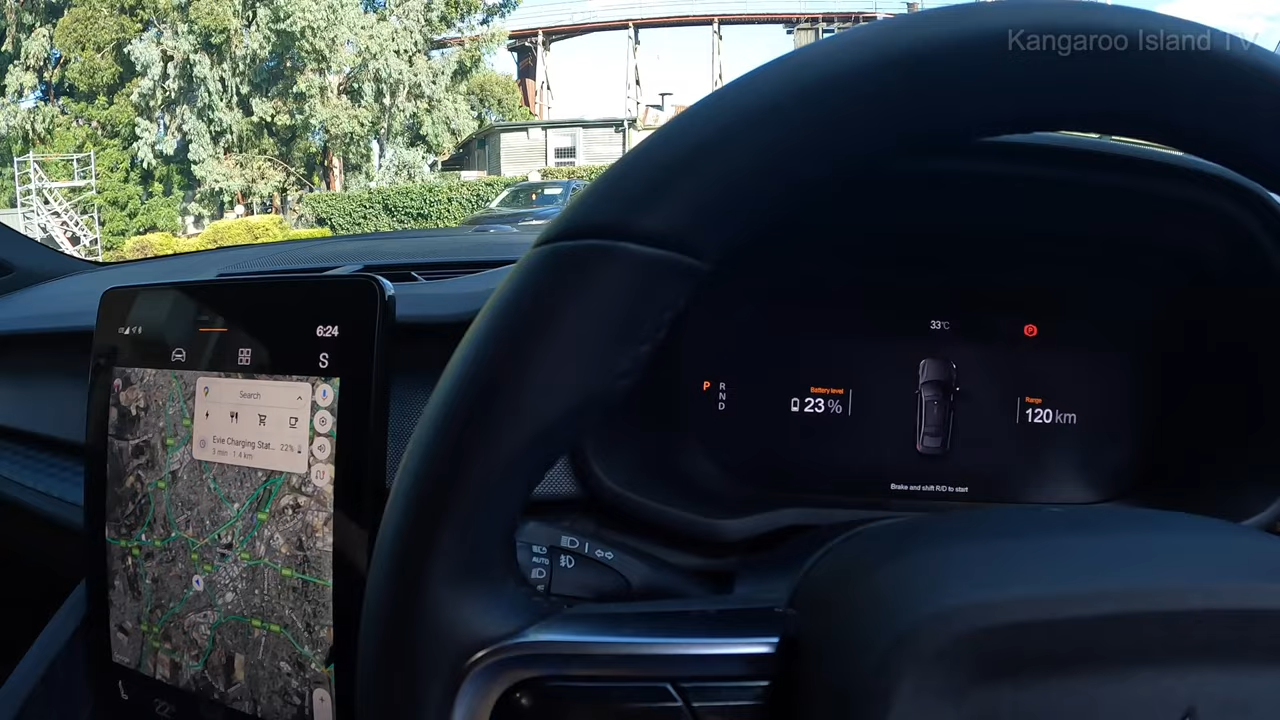 Kangaroo Island TV
6:24
S
Search
Evie Charging Stat... 22%
3 min · 1.4 km
33°C
P
P R
N
D
Battery level
23 %
Range
120 km
Brake and shift R/D to start
AUTO